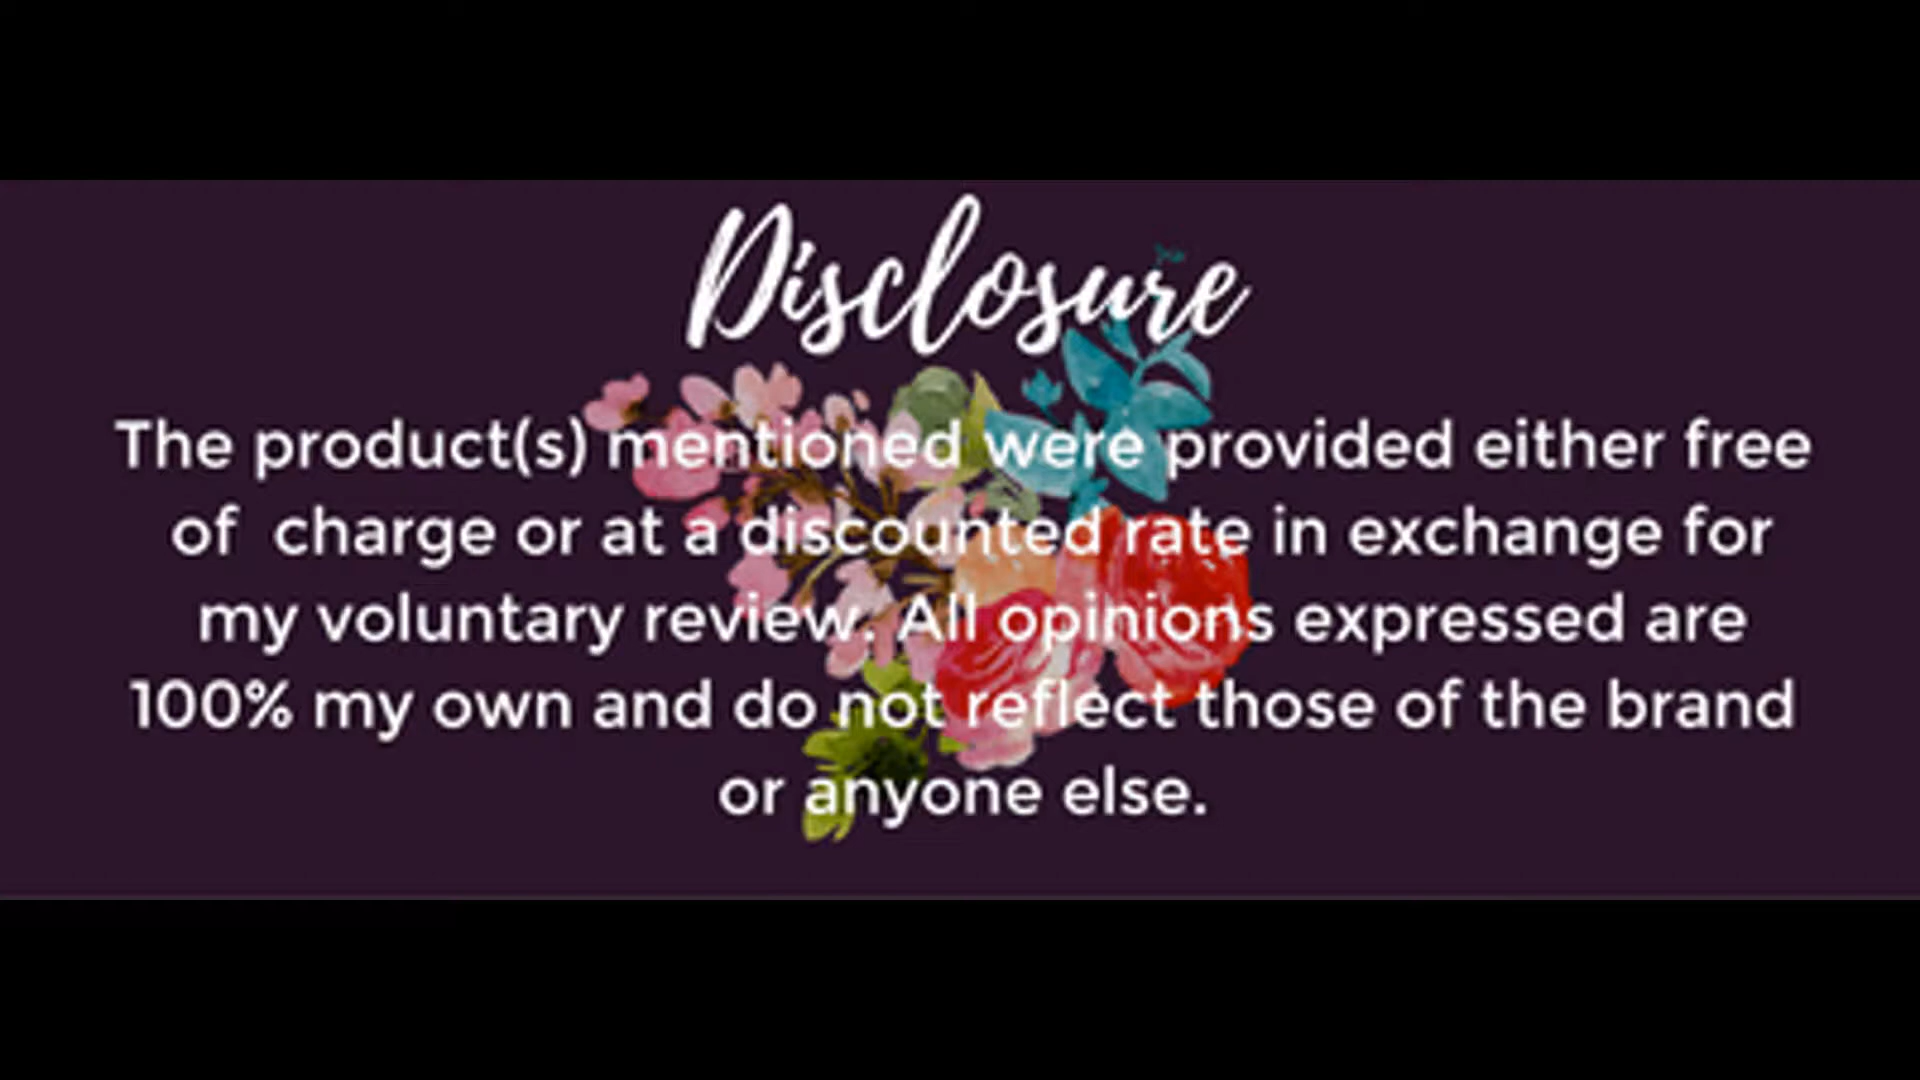 Disclosure
The product(s) mentioned were provided either free
of charge or at a discounted rate in exchange for
my voluntary review. All opinions expressed are
100% my own and do not reflect those of the brand
or anyone else.